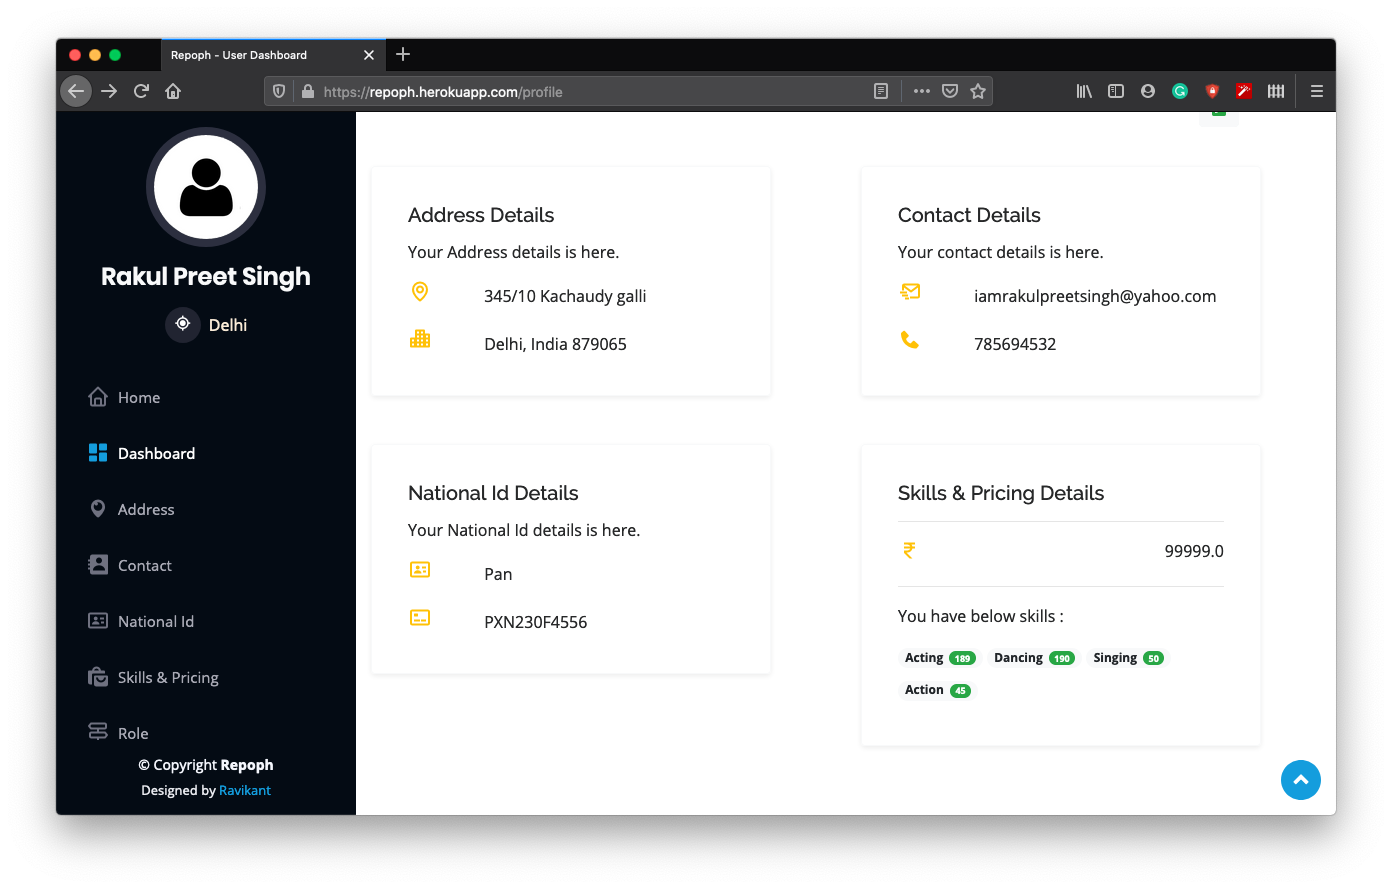 Repoph - User Dashboard
https://repoph.herokuapp.com/profile
Rakul Preet Singh
Delhi
Home
Dashboard
Address
Contact
National Id
Skills & Pricing
Role
© Copyright Repoph
Designed by Ravikant
Address Details
Your Address details is here.
345/10 Kachaudy galli
Delhi, India 879065
Contact Details
Your contact details is here.
iamrakulpreetsingh@yahoo.com
785694532
National Id Details
Your National Id details is here.
Pan
PXN230F4556
Skills & Pricing Details
₹ 99999.0
You have below skills :
Acting 189 Dancing 190 Singing 50
Action 45